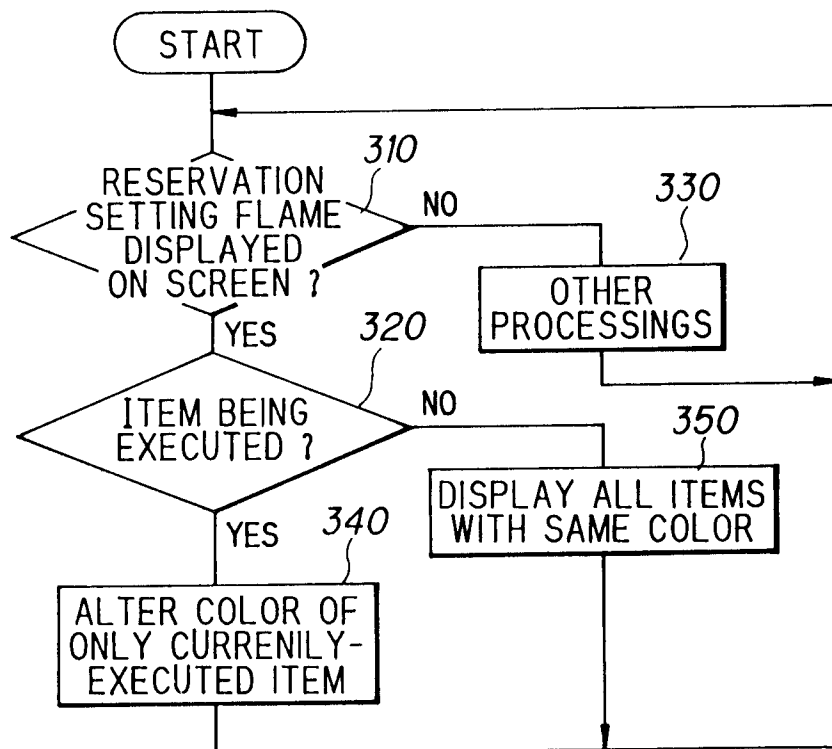 START
310
RESERVATION
SETTING FLAME
DISPLAYED
ON SCREEN ?
NO
330
OTHER
PROCESSINGS
YES
320
ITEM BEING
EXECUTED ?
NO
350
DISPLAY ALL ITEMS
WITH SAME COLOR
YES
340
ALTER COLOR OF
ONLY CURRENILY-
EXECUTED ITEM